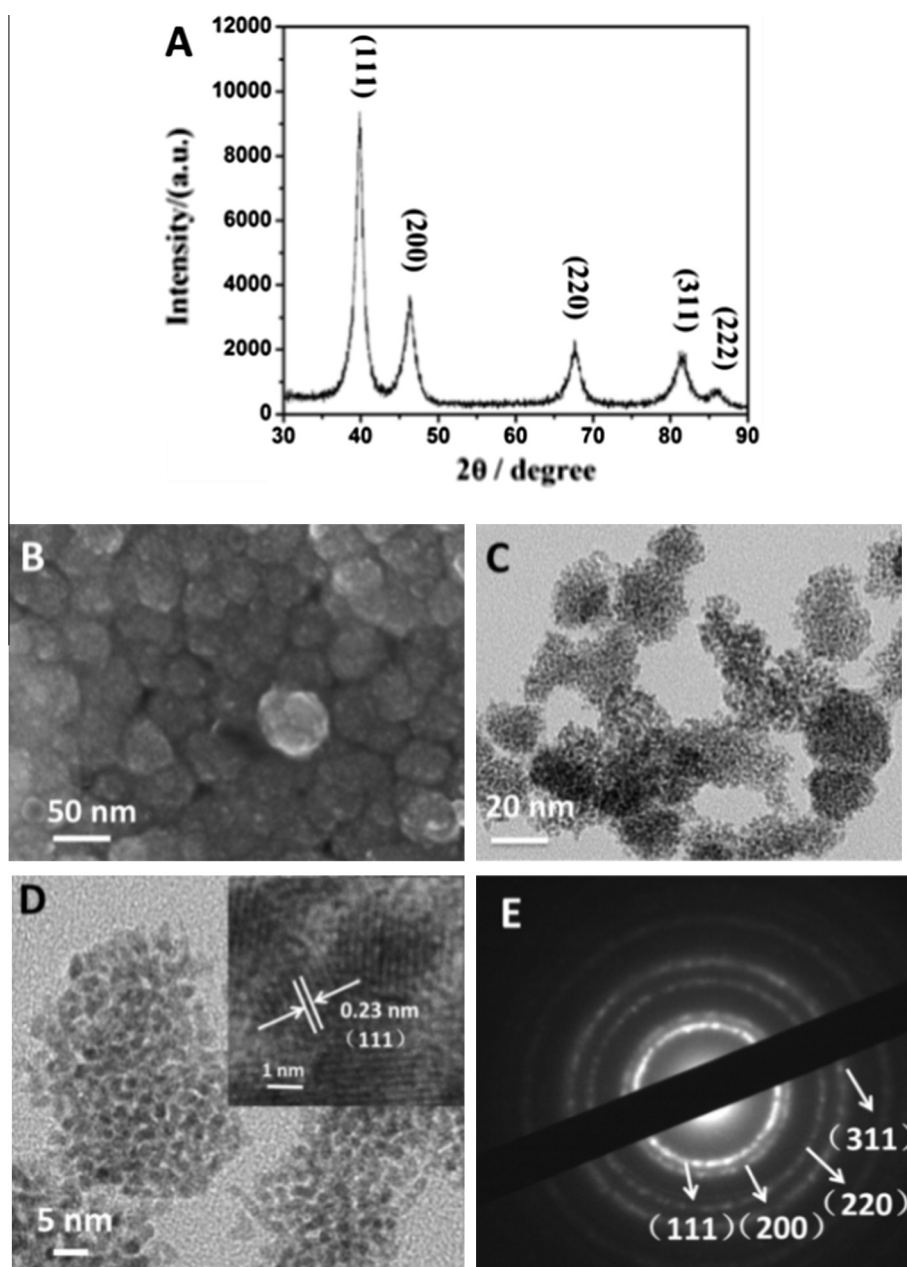 A
12000
10000
8000
6000
4000
2000
0
Intensity/(a.u.)
(111)
(200)
(220)
(311)
(222)
30 40 50 60 70 80 90
2θ / degree
B
50 nm
C
20 nm
D
0.23 nm
(111)
1 nm
5 nm
E
(311)
(220)
(111) (200)